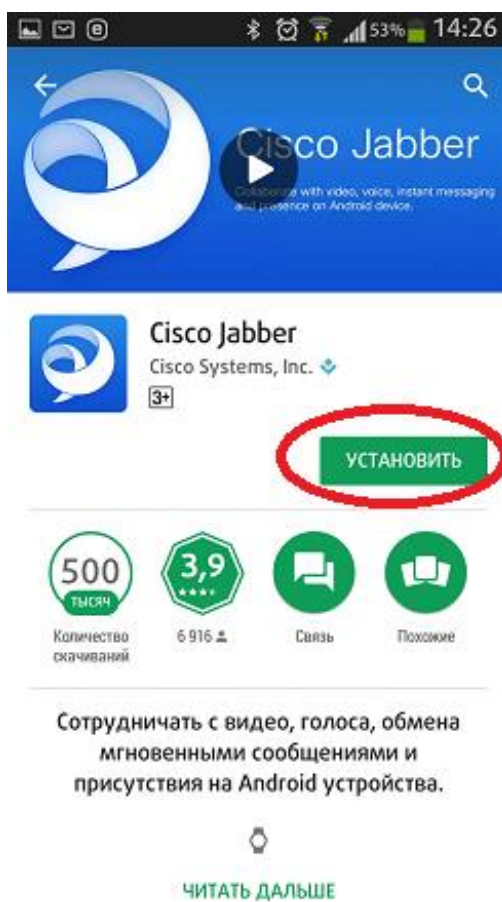 53% 14:26
Cisco Jabber
Collaborate with video, voice, instant messaging
and presence on Android device.
Cisco Jabber
Cisco Systems, Inc.
3+
УСТАНОВИТЬ
500
ТЫСЯЧ
Количество
скачиваний
3,9
6 916
Связь
Похожие
Сотрудничать с видео, голоса, обмена
мгновенными сообщениями и
присутствия на Android устройства.
ЧИТАТЬ ДАЛЬШЕ